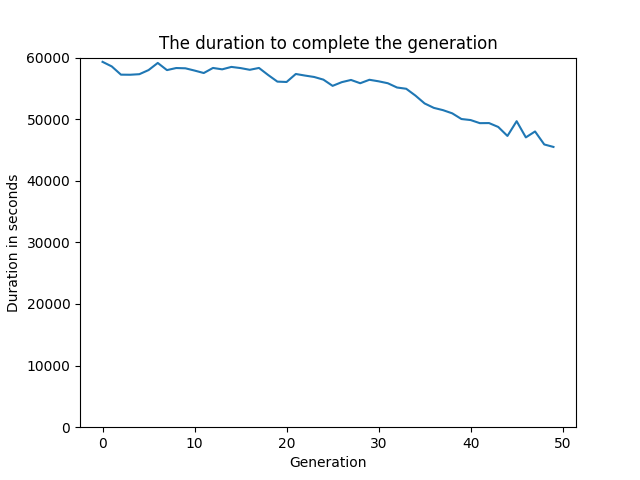 The duration to complete the generation
60000
50000
40000
30000
20000
10000
0
Duration in seconds
0 10 20 30 40 50
Generation